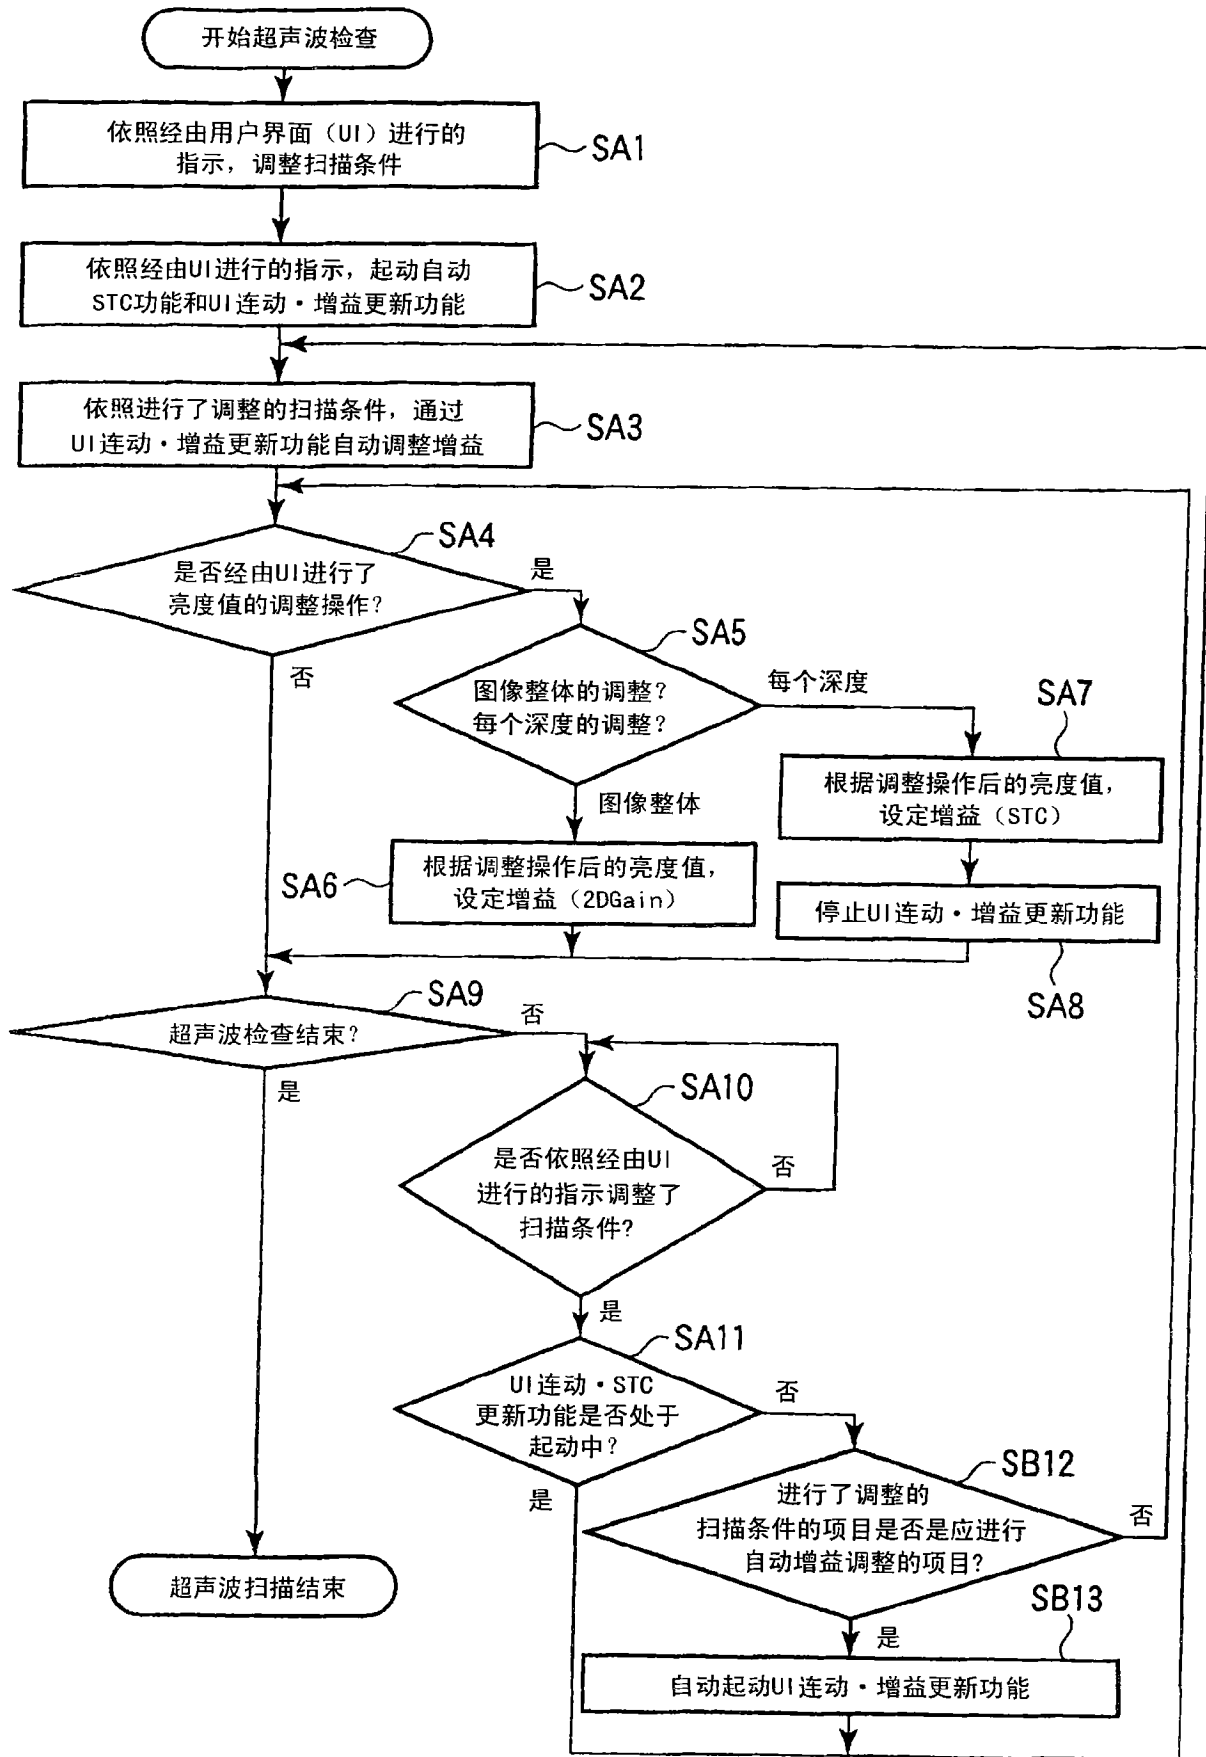 开始超声波检查
依照经由用户界面（UI）进行的
指示，调整扫描条件
SA1
依照经由UI进行的指示，起动自动
STC功能和UI连动·增益更新功能
SA2
依照进行了调整的扫描条件，通过
UI连动·增益更新功能自动调整增益
SA3
SA4
是否经由UI进行了
亮度值的调整操作？
是
否
SA5
图像整体的调整？
每个深度的调整？
每个深度
图像整体
SA7
根据调整操作后的亮度值，
设定增益（STC）
SA6
根据调整操作后的亮度值，
设定增益（2DGain）
停止UI连动·增益更新功能
SA8
SA9
超声波检查结束？
否
是
SA10
是否依照经由UI
进行的指示调整了
扫描条件？
否
是
SA11
UI连动·STC
更新功能是否处于
起动中？
否
是
SB12
进行了调整的
扫描条件的项目是否是应进行
自动增益调整的项目？
否
是
超声波扫描结束
SB13
自动起动UI连动·增益更新功能